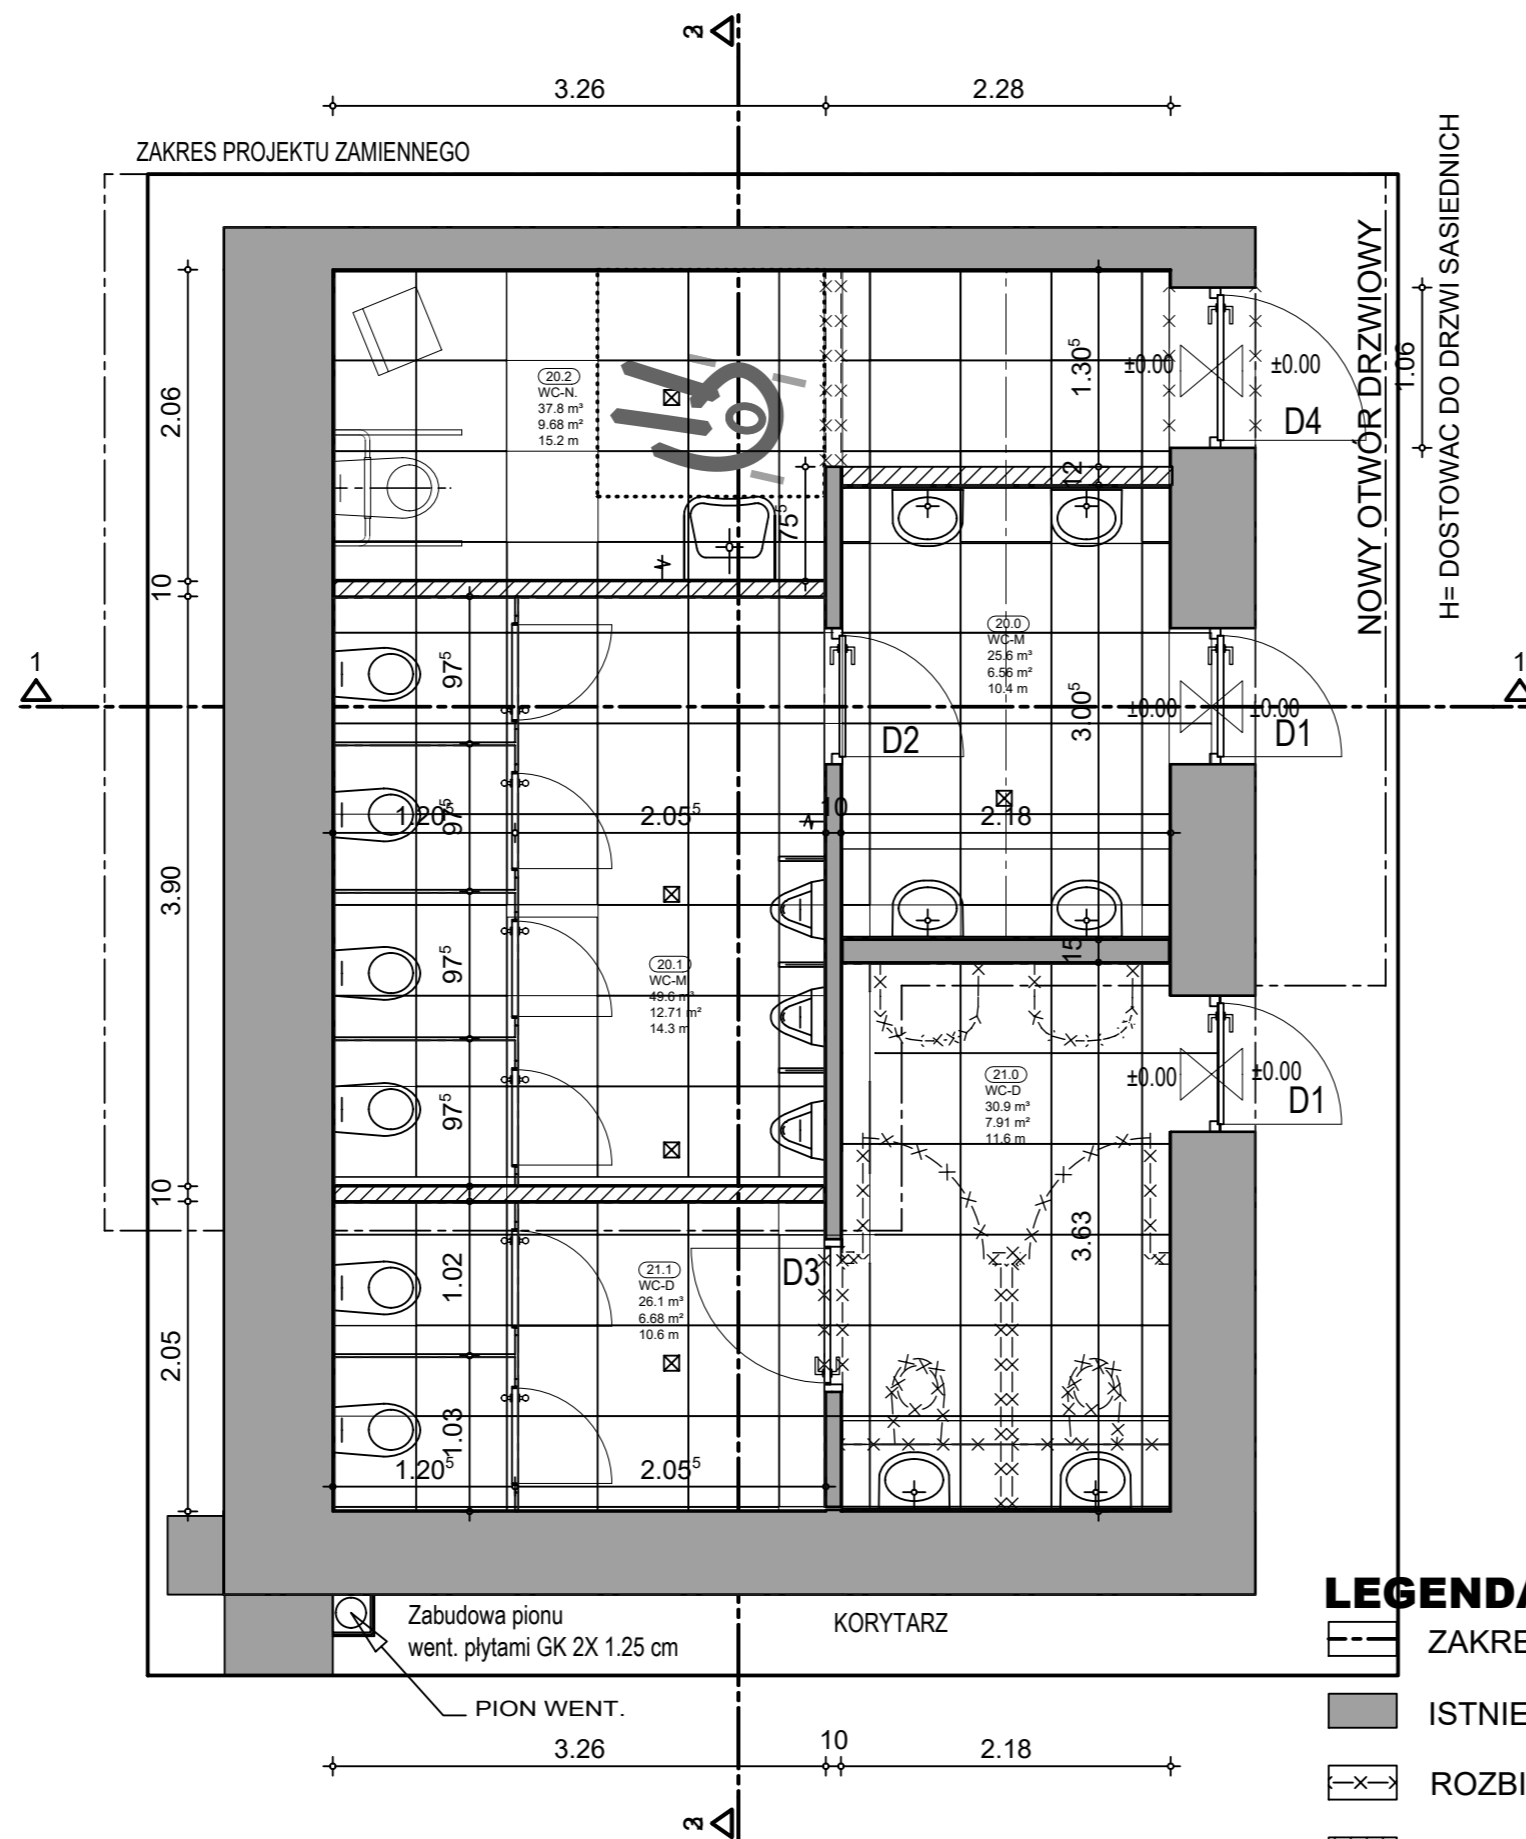 3
3.26
2.28
ZAKRES PROJEKTU ZAMIENNEGO
NOWY OTWÓR DRZWIOWY
H= DOSTOWAC DO DRZWI SASIEDNICH
1.06
2.06
20.2
WC-N.
37.8 m³
9.68 m²
15.2 m
1.30⁵
±0.00
±0.00
D4
12
75⁵
10
20.0
WC-M
25.6 m³
6.56 m²
10.4 m
1
1
97⁵
3.00⁵
±0.00
±0.00
D2
D1
1.20⁵
97⁵
2.05⁵
10
2.18
3.90
97⁵
20.1
WC-M
49.6 m³
12.71 m²
14.3 m
15
21.0
WC-D
30.9 m³
7.91 m²
11.6 m
±0.00
±0.00
D1
97⁵
10
3.63
1.02
21.1
WC-D
26.1 m³
6.68 m²
10.6 m
D3
2.05
1.03
1.20⁵
2.05⁵
Zabudowa pionu
went. płytami GK 2X 1.25 cm
KORYTARZ
PION WENT.
LEGENDA
ZAKRE
ISTNIE
ROZBI
3.26
10
2.18